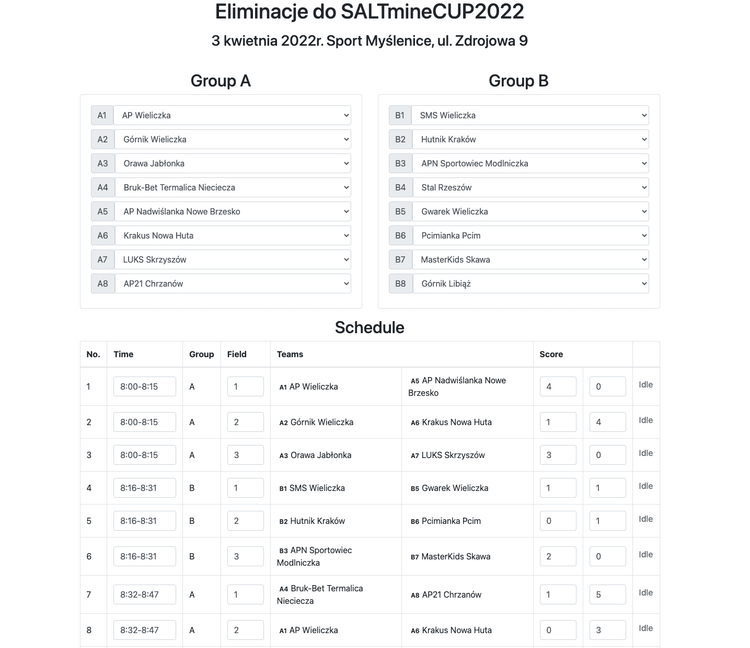 Eliminacje do SALTmineCUP2022
3 kwietnia 2022r. Sport Myślenice, ul. Zdrojowa 9
Group A
A1 AP Wieliczka
A2 Górnik Wieliczka
A3 Orawa Jabłonka
A4 Bruk-Bet Termalica Nieciecza
A5 AP Nadwiślanka Nowe Brzesko
A6 Krakus Nowa Huta
A7 LUKS Skrzyszów
A8 AP21 Chrzanów
Group B
B1 SMS Wieliczka
B2 Hutnik Kraków
B3 APN Sportowiec Modlniczka
B4 Stal Rzeszów
B5 Gwarek Wieliczka
B6 Pcimianka Pcim
B7 MasterKids Skawa
B8 Górnik Libiąż
Schedule
No. Time Group Field Teams Score
1 8:00-8:15 A 1 A1 AP Wieliczka A5 AP Nadwiślanka Nowe Brzesko 4 0 Idle
2 8:00-8:15 A 2 A2 Górnik Wieliczka A6 Krakus Nowa Huta 1 4 Idle
3 8:00-8:15 A 3 A3 Orawa Jabłonka A7 LUKS Skrzyszów 3 0 Idle
4 8:16-8:31 B 1 B1 SMS Wieliczka B5 Gwarek Wieliczka 1 1 Idle
5 8:16-8:31 B 2 B2 Hutnik Kraków B6 Pcimianka Pcim 0 1 Idle
6 8:16-8:31 B 3 B3 APN Sportowiec Modlniczka B7 MasterKids Skawa 2 0 Idle
7 8:32-8:47 A 1 A4 Bruk-Bet Termalica Nieciecza A8 AP21 Chrzanów 1 5 Idle
8 8:32-8:47 A 2 A1 AP Wieliczka A6 Krakus Nowa Huta 0 3 Idle